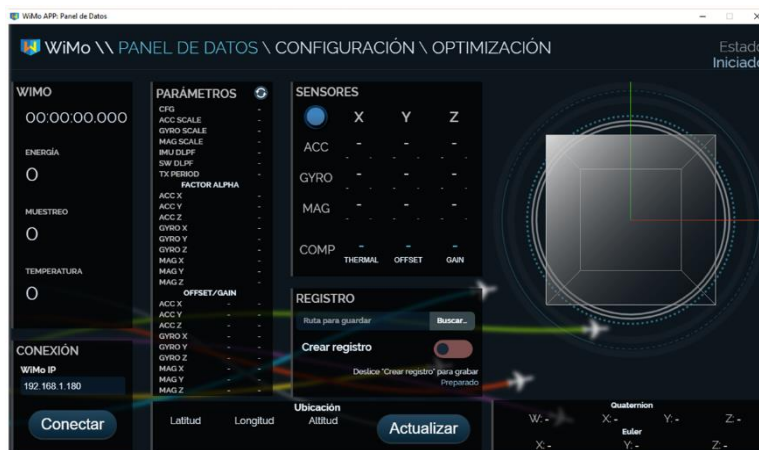 WiMo APP: Panel de Datos
WiMo \\ PANEL DE DATOS \ CONFIGURACIÓN \ OPTIMIZACIÓN
Estado
Iniciado
WIMO
00:00:00.000
ENERGÍA
0
MUESTREO
0
TEMPERATURA
0
CONEXIÓN
WiMo IP
192.168.1.180
Conectar
PARÁMETROS
CFG -
ACC SCALE -
GYRO SCALE -
MAG SCALE -
IMU DLPF -
SW DLPF -
TX PERIOD -
FACTOR ALPHA
ACC X -
ACC Y -
ACC Z -
GYRO X -
GYRO Y -
GYRO Z -
MAG X -
MAG Y -
MAG Z -
OFFSET/GAIN
ACC X - -
ACC Y - -
ACC Z - -
GYRO X - -
GYRO Y - -
GYRO Z - -
MAG X - -
MAG Y - -
MAG Z - -
SENSORES
X Y Z
ACC - - -
GYRO - - -
MAG - - -
COMP - - -
THERMAL OFFSET GAIN
REGISTRO
Ruta para guardar Buscar...
Crear registro
Deslice "Crear registro" para grabar
Preparado
Ubicación
Latitud Longitud Altitud
Actualizar
Quaternion
W: - X: - Y: - Z: -
Euler
X: - Y: - Z: -